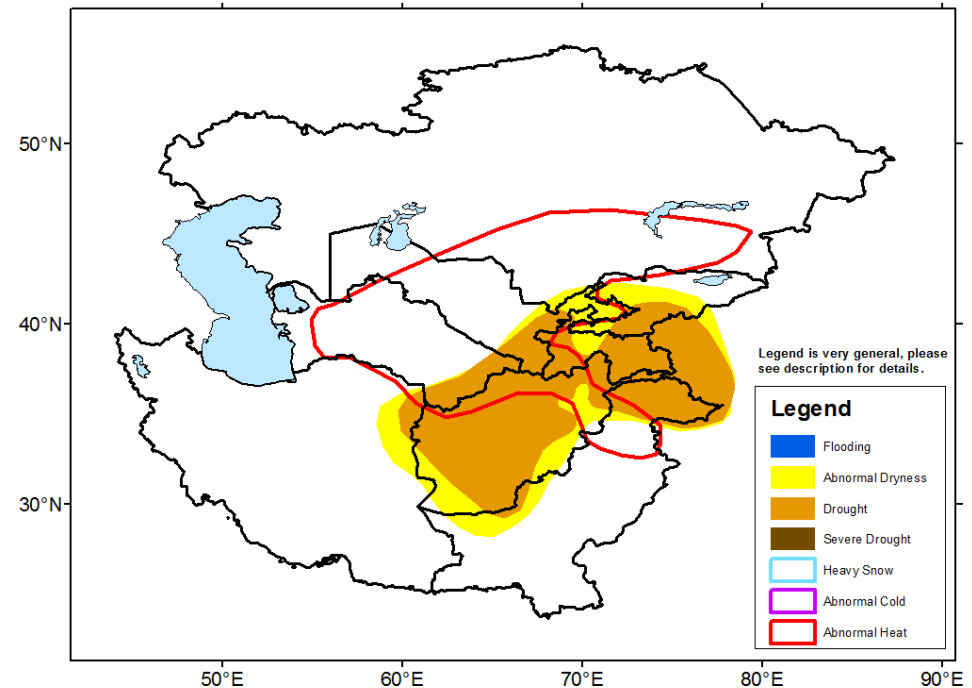 50°N
40°N
30°N
Legend is very general, please
see description for details.
Legend
Flooding
Abnormal Dryness
Drought
Severe Drought
Heavy Snow
Abnormal Cold
Abnormal Heat
50°E
60°E
70°E
80°E
90°E